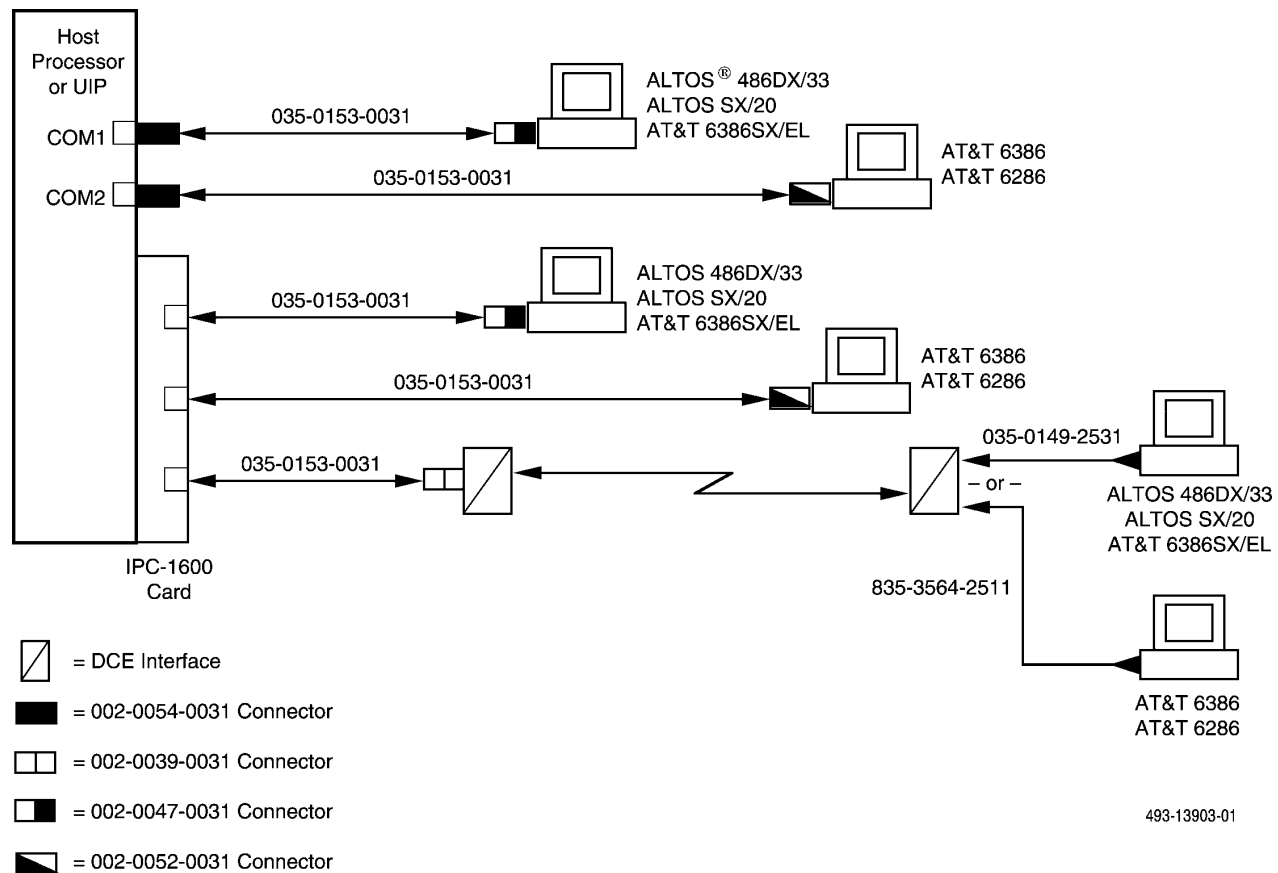 Host
Processor
or UIP
COM1
035-0153-0031
ALTOS® 486DX/33
ALTOS SX/20
AT&T 6386SX/EL
COM2
035-0153-0031
AT&T 6386
AT&T 6286
035-0153-0031
ALTOS 486DX/33
ALTOS SX/20
AT&T 6386SX/EL
035-0153-0031
AT&T 6386
AT&T 6286
035-0153-0031
035-0149-2531
– or –
ALTOS 486DX/33
ALTOS SX/20
AT&T 6386SX/EL
IPC-1600
Card
835-3564-2511
AT&T 6386
AT&T 6286
= DCE Interface
= 002-0054-0031 Connector
= 002-0039-0031 Connector
= 002-0047-0031 Connector
= 002-0052-0031 Connector
493-13903-01